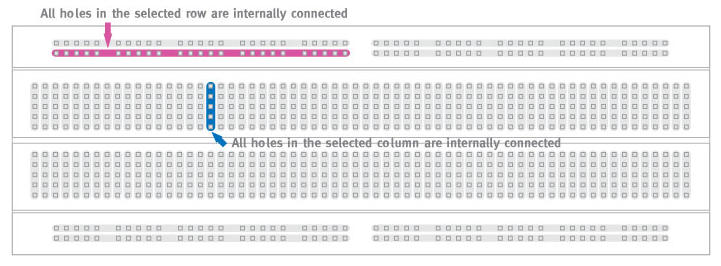 All holes in the selected row are internally connected
All holes in the selected column are internally connected